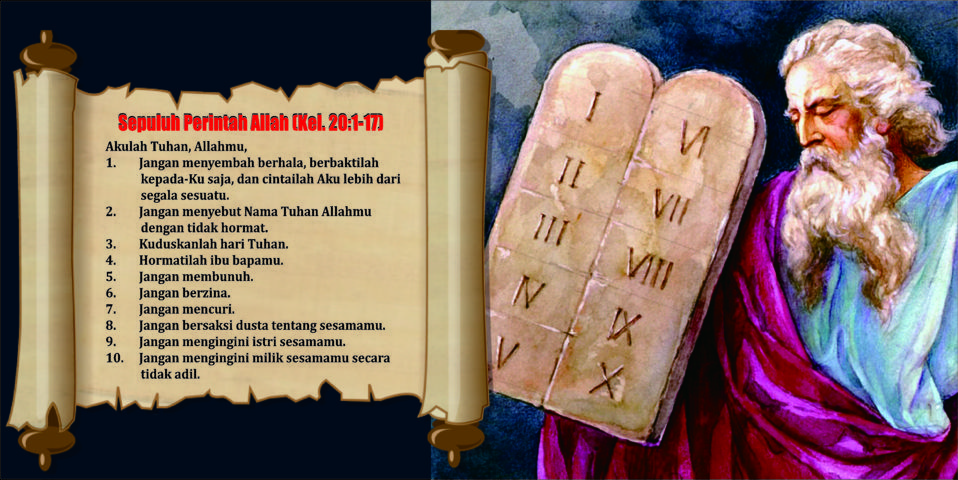 Sepuluh Perintah Allah (Kel. 20:1-17)
Akulah Tuhan, Allahmu,
1. Jangan menyembah berhala, berbaktilah
kepada-Ku saja, dan cintailah Aku lebih dari
segala sesuatu.
2. Jangan menyebut Nama Tuhan Allahmu
dengan tidak hormat.
3. Kuduskanlah hari Tuhan.
4. Hormatilah ibu bapamu.
5. Jangan membunuh.
6. Jangan berzina.
7. Jangan mencuri.
8. Jangan bersaksi dusta tentang sesamamu.
9. Jangan mengingini istri sesamamu.
10. Jangan mengingini milik sesamamu secara
tidak adil.
I
II
III
IV
V
VI
VII
VIII
IX
X